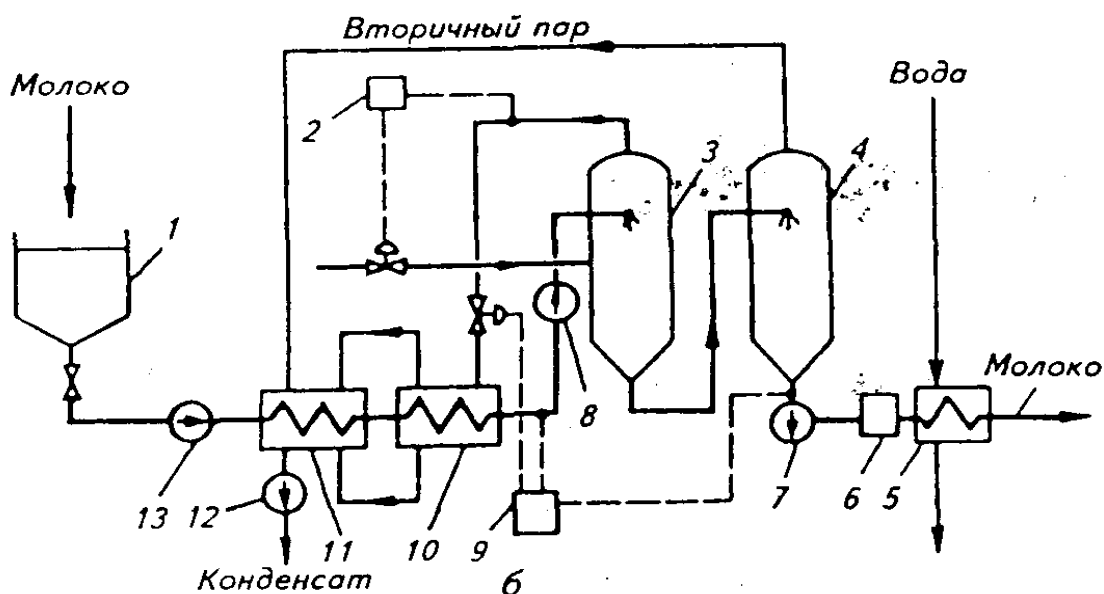 Вторичный пар
Молоко
Вода
2
3
4
1
8
Молоко
13
12
11
10
9
7
6
5
Конденсат
б